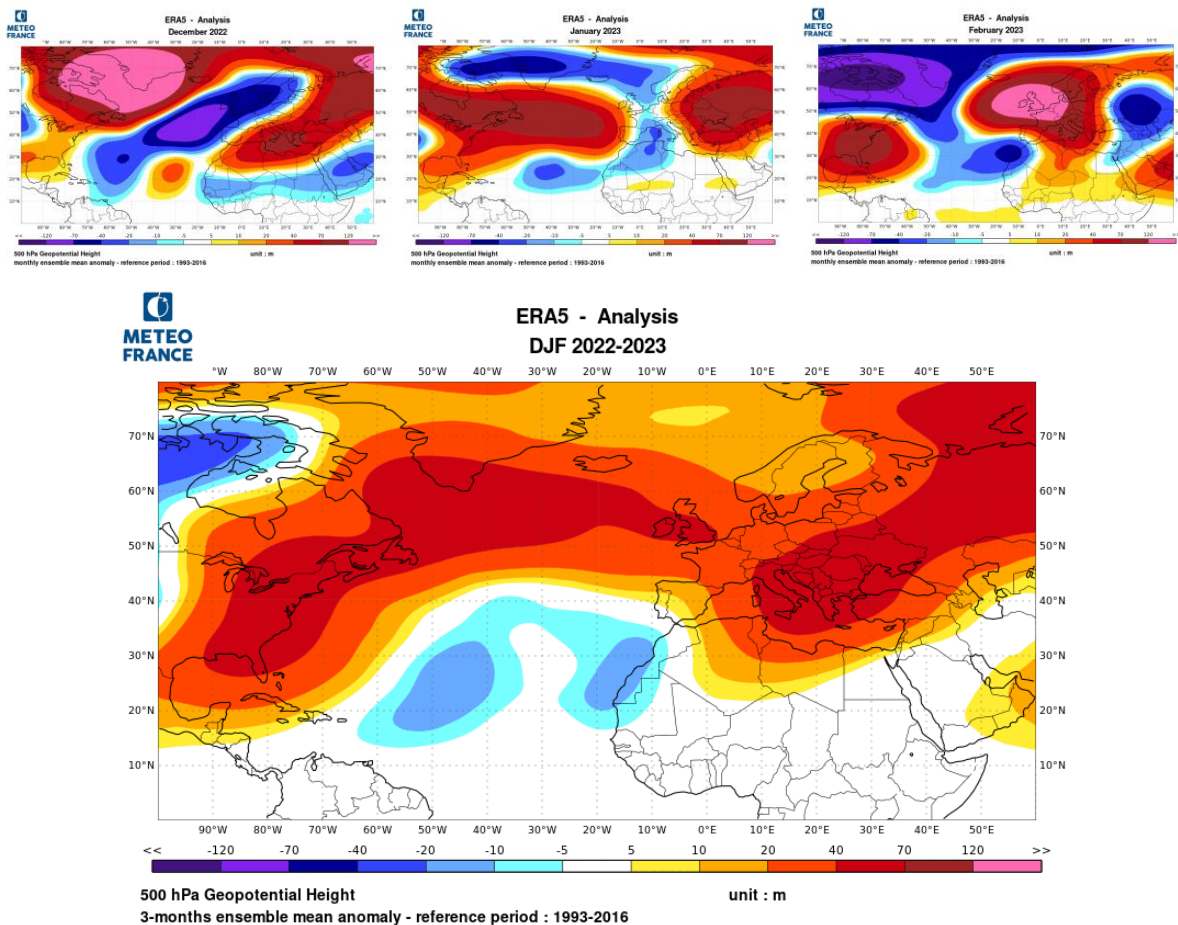 METEO
FRANCE
ERA5 - Analysis
December 2022
500 hPa Geopotential Height
unit : m
monthly ensemble mean anomaly - reference period : 1993-2016
METEO
FRANCE
ERA5 - Analysis
January 2023
500 hPa Geopotential Height
unit : m
monthly ensemble mean anomaly - reference period : 1993-2016
METEO
FRANCE
ERA5 - Analysis
February 2023
500 hPa Geopotential Height
unit : m
monthly ensemble mean anomaly - reference period : 1993-2016
METEO
FRANCE
ERA5 - Analysis
DJF 2022-2023
°W 80°W 70°W 60°W 50°W 40°W 30°W 20°W 10°W 0°E 10°E 20°E 30°E 40°E 50°E
70°N 70°N
60°N 60°N
50°N 50°N
40°N 40°N
30°N 30°N
20°N 20°N
10°N 10°N
90°W 80°W 70°W 60°W 50°W 40°W 30°W 20°W 10°W 0°E 10°E 20°E 30°E 40°E 50°E
<< -120 -70 -40 -20 -10 -5 5 10 20 40 70 120 >>
500 hPa Geopotential Height unit : m
3-months ensemble mean anomaly - reference period : 1993-2016